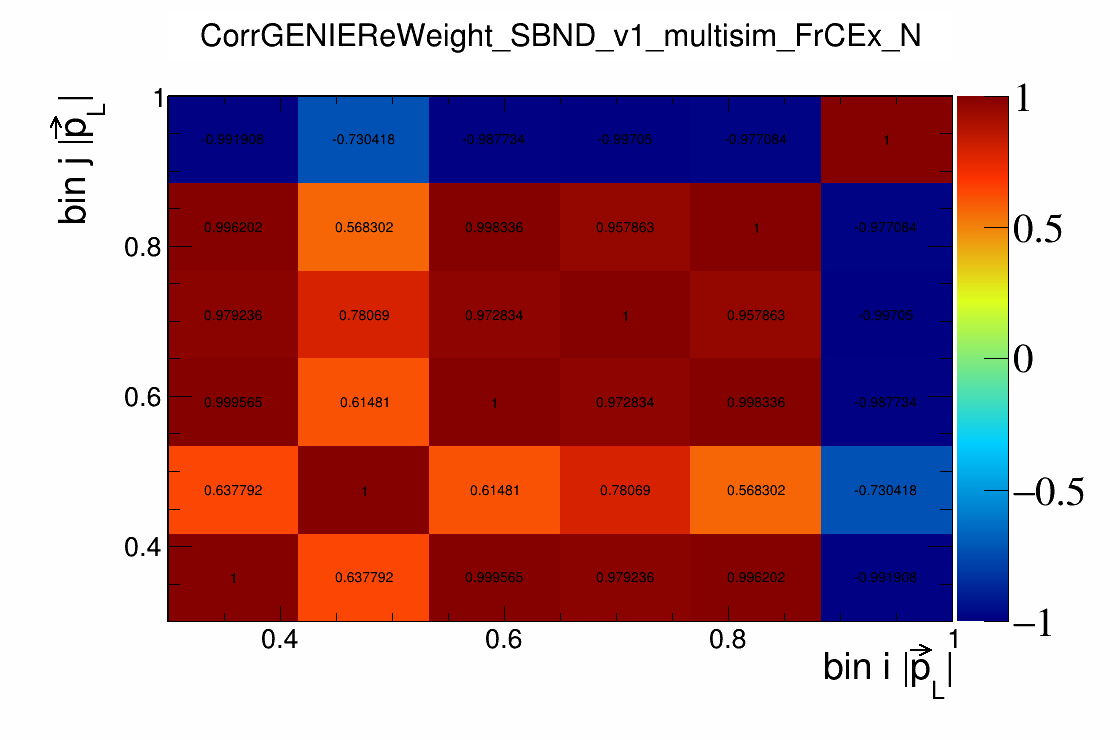 CorrGENIEReWeight_SBND_v1_multisim_FrCEx_N
bin j |p⃗_L|
1
0.8
0.6
0.4
-0.991908 -0.730418 -0.987734 -0.99705 -0.977084 1
0.996202 0.568302 0.998336 0.957863 1 -0.977084
0.979236 0.78069 0.972834 1 0.957863 -0.99705
0.999565 0.61481 1 0.972834 0.998336 -0.987734
0.637792 1 0.61481 0.78069 0.568302 -0.730418
1 0.637792 0.999565 0.979236 0.996202 -0.991908
0.4 0.6 0.8 1
bin i |p⃗_L|
1
0.5
0
−0.5
−1